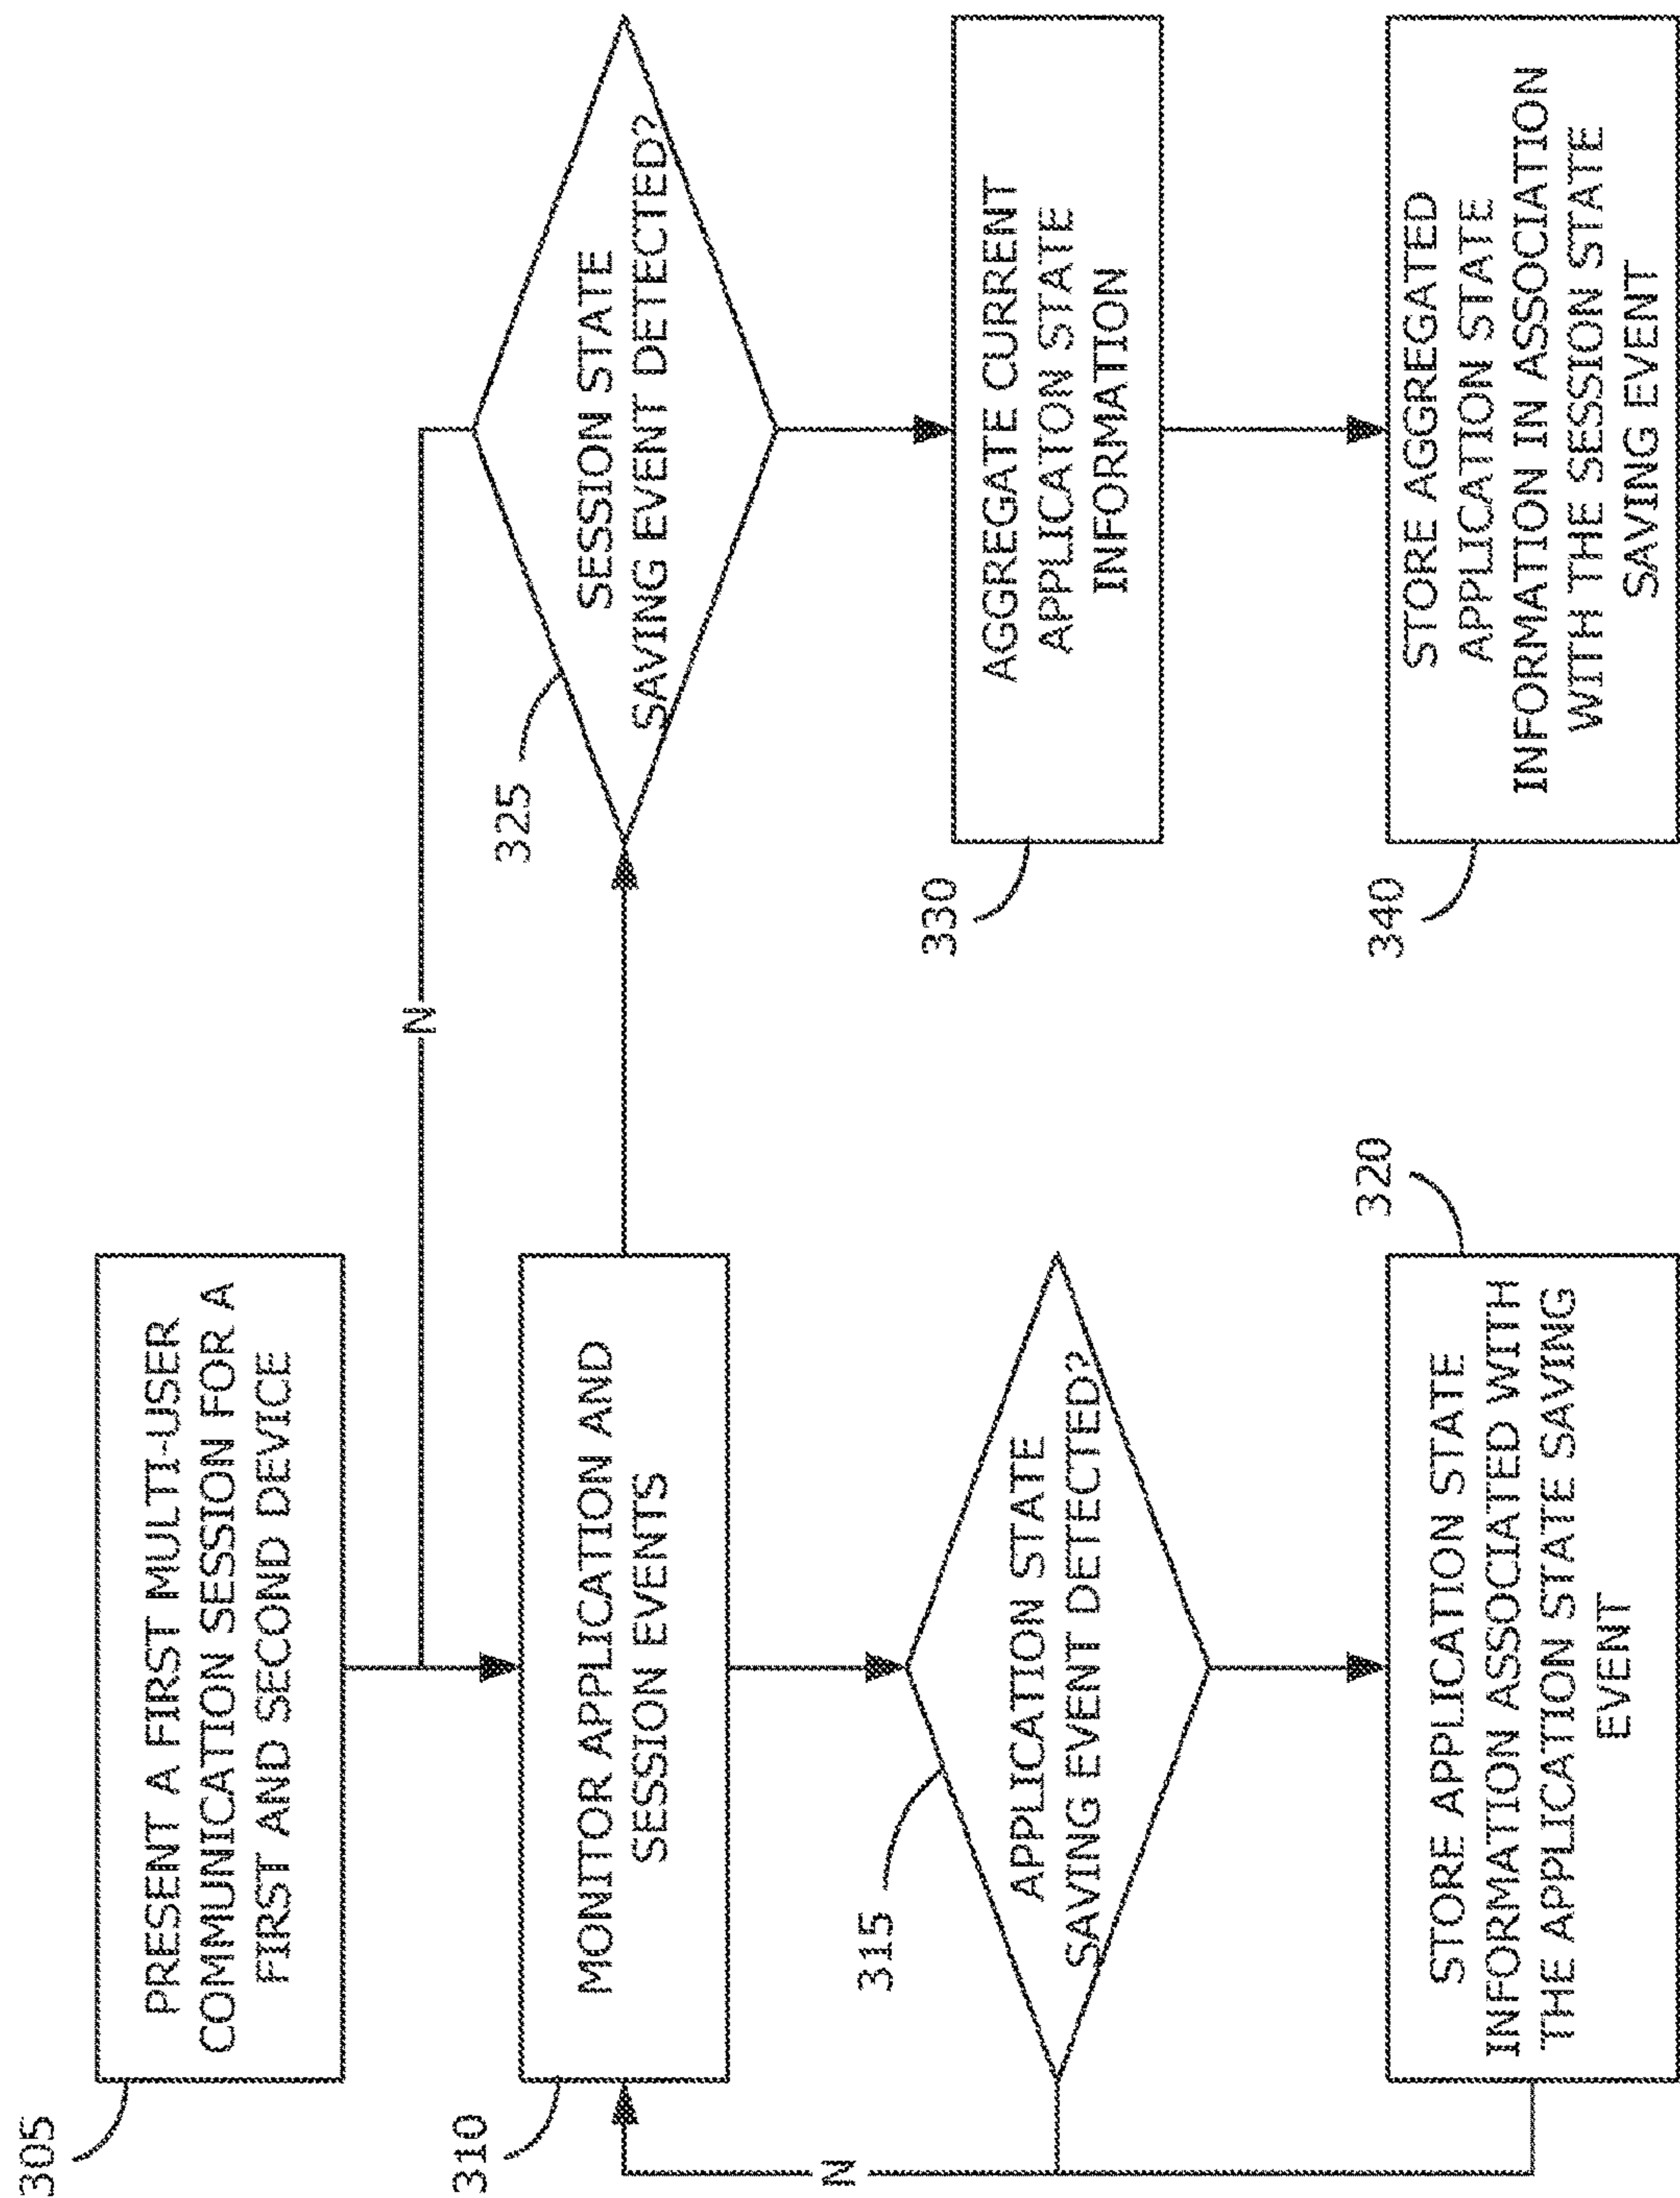 305
PRESENT A FIRST MULTI-USER
COMMUNICATION SESSION FOR A
FIRST AND SECOND DEVICE
N
310
MONITOR APPLICATION AND
SESSION EVENTS
325
SESSION STATE
SAVING EVENT DETECTED?
N
315
APPLICATION STATE
SAVING EVENT DETECTED?
330
AGGREGATE CURRENT
APPLICATON STATE
INFORMATION
320
STORE APPLICATION STATE
INFORMATION ASSOCIATED WITH
THE APPLICATION STATE SAVING
EVENT
340
STORE AGGREGATED
APPLICATION STATE
INFORMATION IN ASSOCIATION
WITH THE SESSION STATE
SAVING EVENT